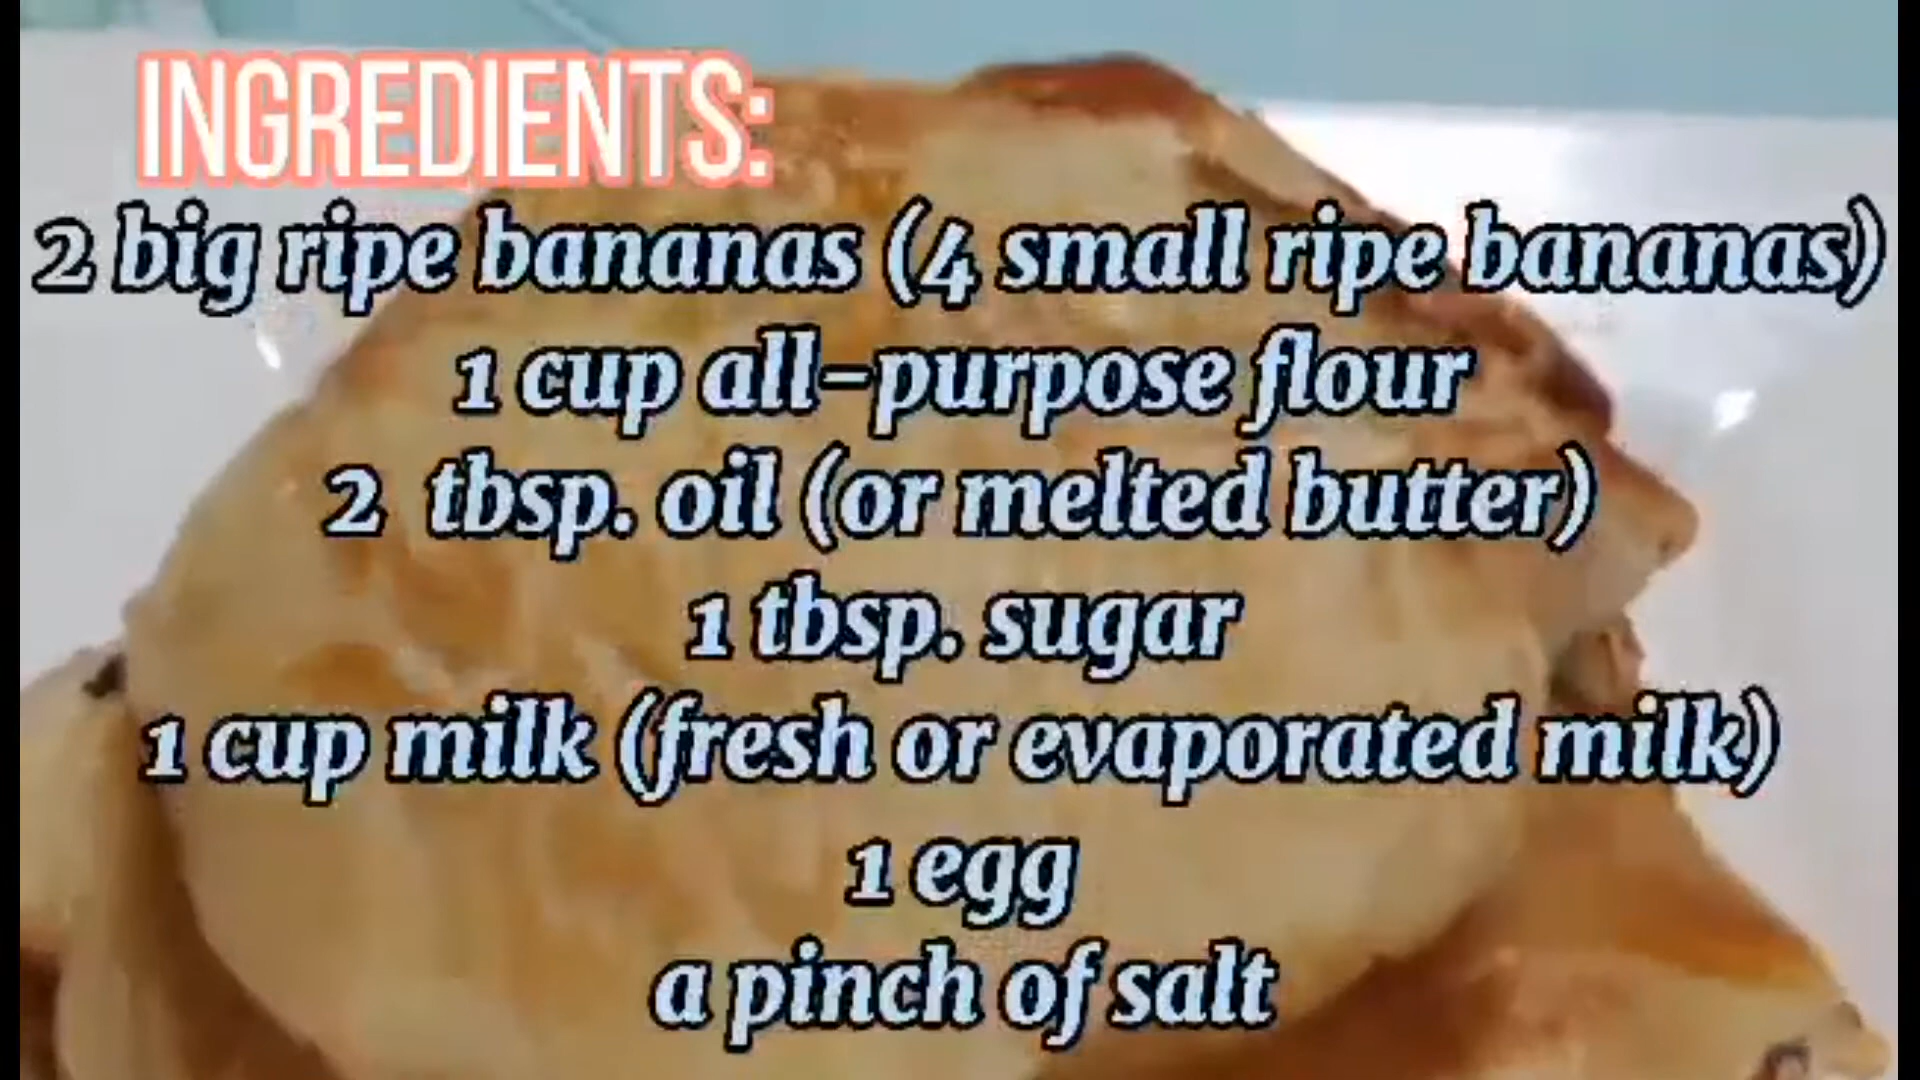 INGREDIENTS:
2 big ripe bananas (4 small ripe bananas)
1 cup all-purpose flour
2 tbsp. oil (or melted butter)
1 tbsp. sugar
1 cup milk (fresh or evaporated milk)
1 egg
a pinch of salt